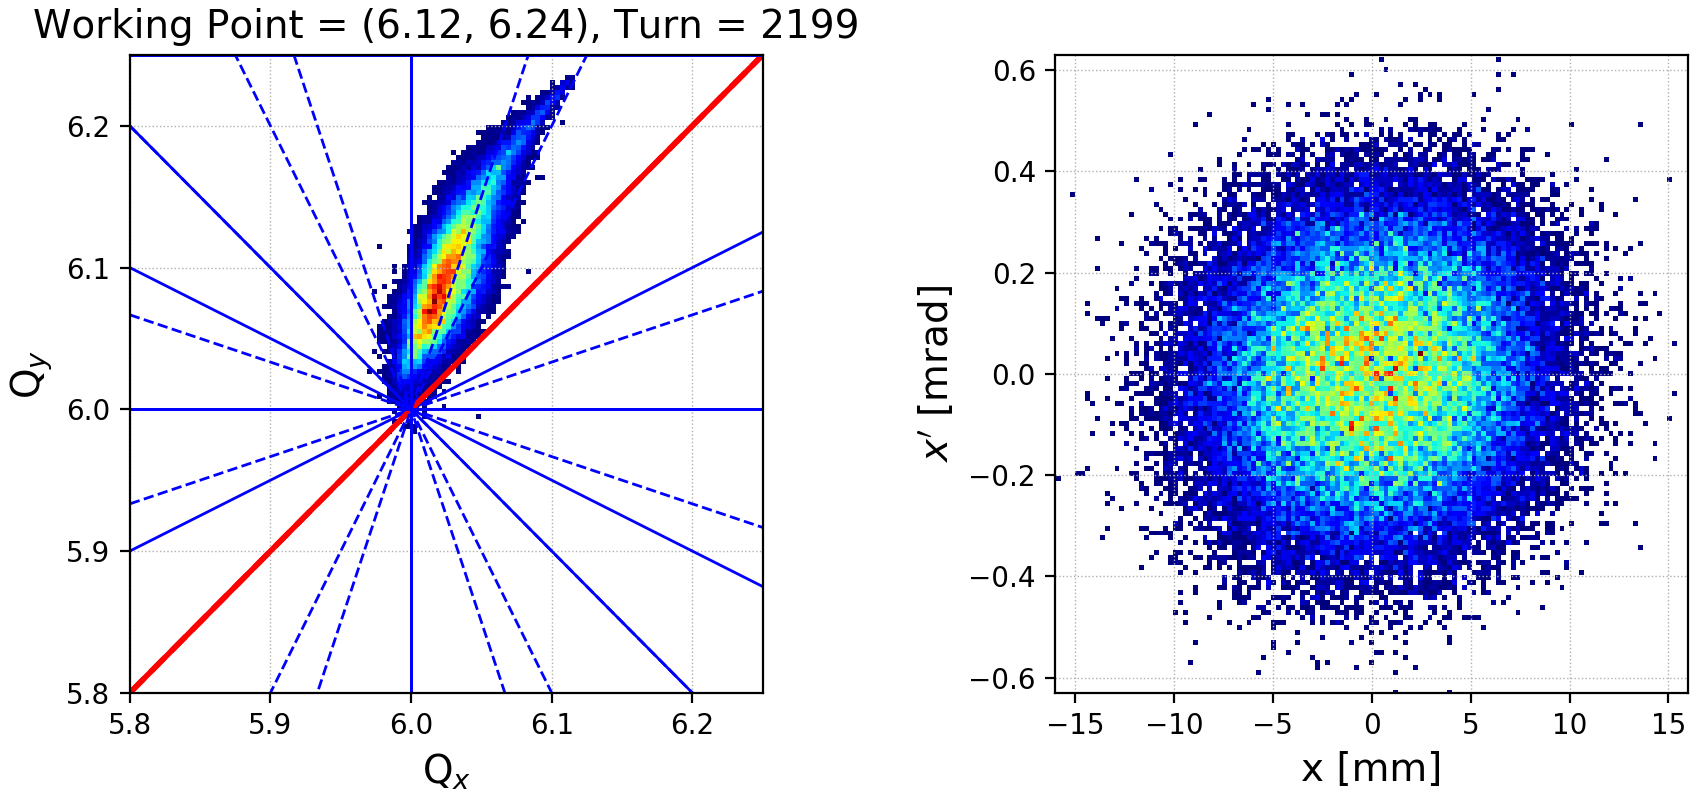 Working Point = (6.12, 6.24), Turn = 2199
6.2
6.1
6.0
5.9
5.8
Qy
5.8 5.9 6.0 6.1 6.2
Qx
0.6
0.4
0.2
0.0
−0.2
−0.4
−0.6
x′ [mrad]
−15 −10 −5 0 5 10 15
x [mm]